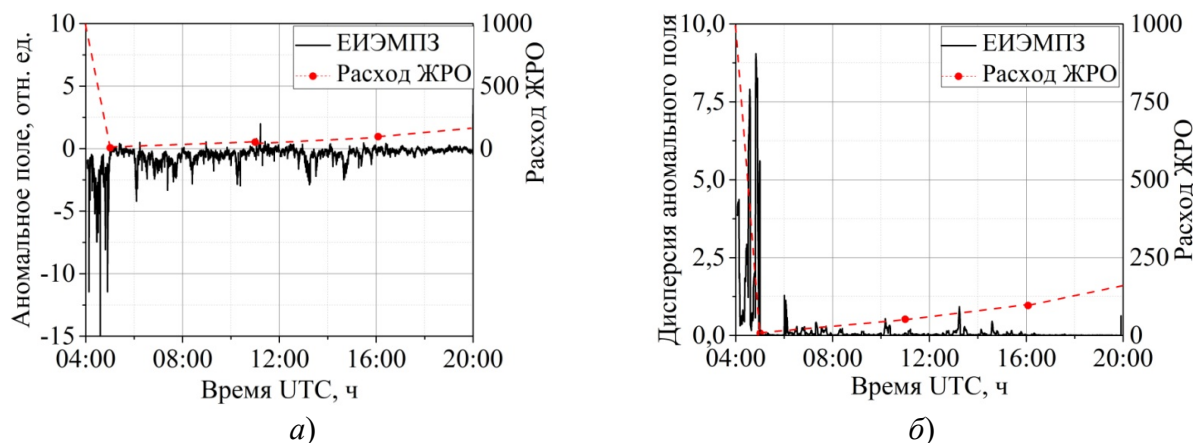 Аномальное поле, отн. ед.
10
5
0
-5
-10
-15
ЕИЭМПЗ
Расход ЖРО
1000
500
0
Расход ЖРО
04:00 08:00 12:00 16:00 20:00
Время UTC, ч
а)
Дисперсия аномального поля
10,0
7,5
5,0
2,5
0,0
ЕИЭМПЗ
Расход ЖРО
1000
750
500
250
0
Расход ЖРО
04:00 08:00 12:00 16:00 20:00
Время UTC, ч
б)